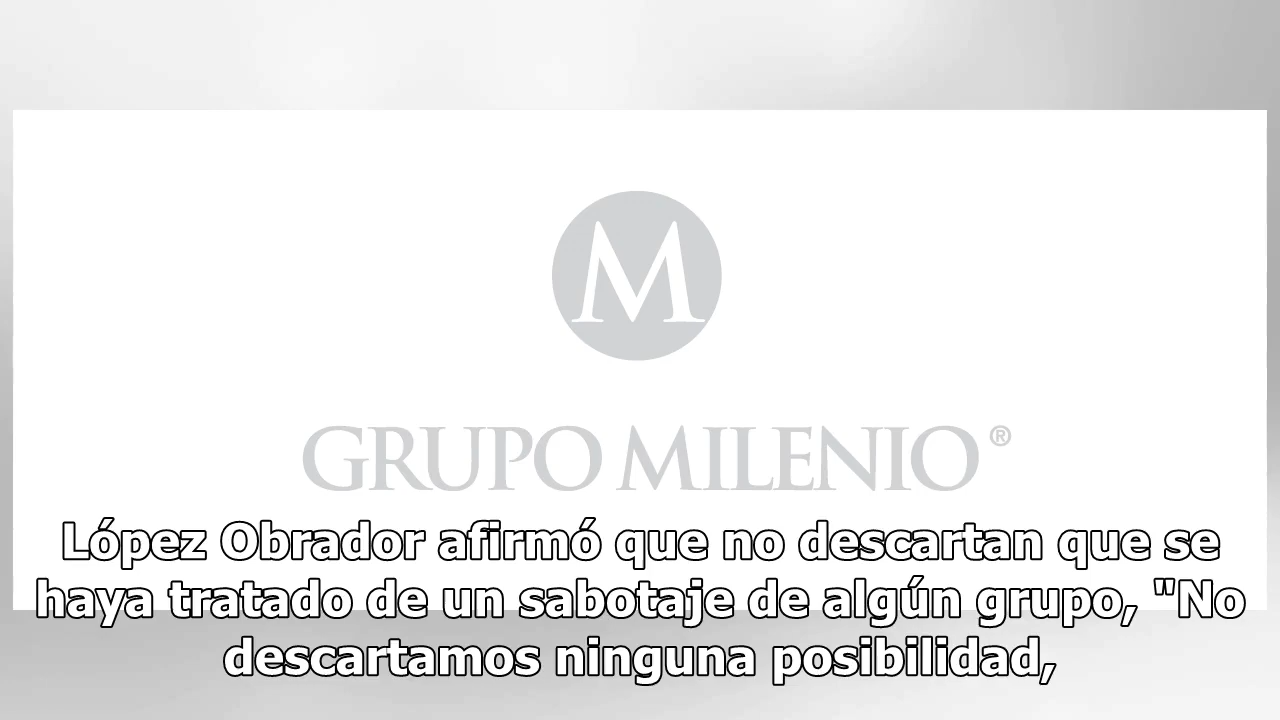 M
GRUPO MILENIO®
López Obrador afirmó que no descartan que se
haya tratado de un sabotaje de algún grupo, "No
descartamos ninguna posibilidad,